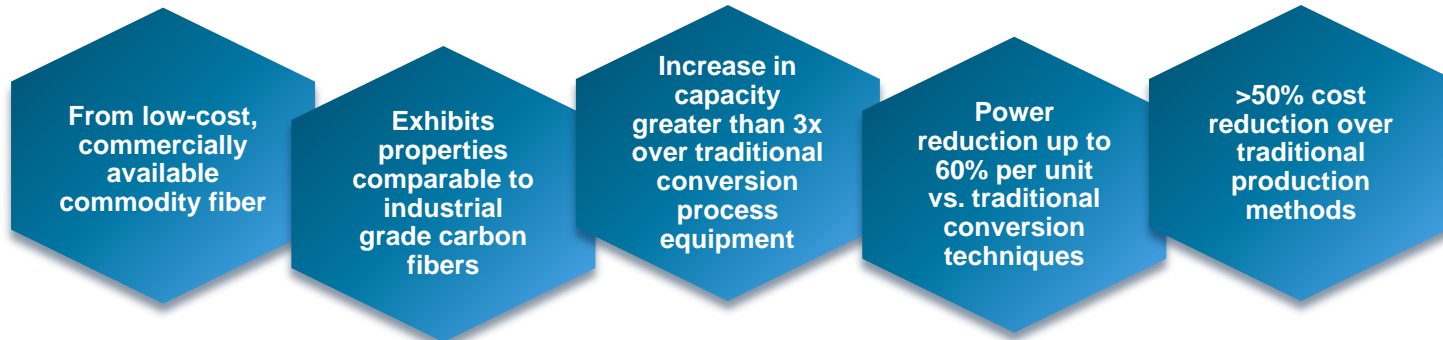 From low-cost,
commercially
available
commodity fiber
Exhibits
properties
comparable to
industrial
grade carbon
fibers
Increase in
capacity
greater than 3x
over traditional
conversion
process
equipment
Power
reduction up to
60% per unit
vs. traditional
conversion
techniques
>50% cost
reduction over
traditional
production
methods